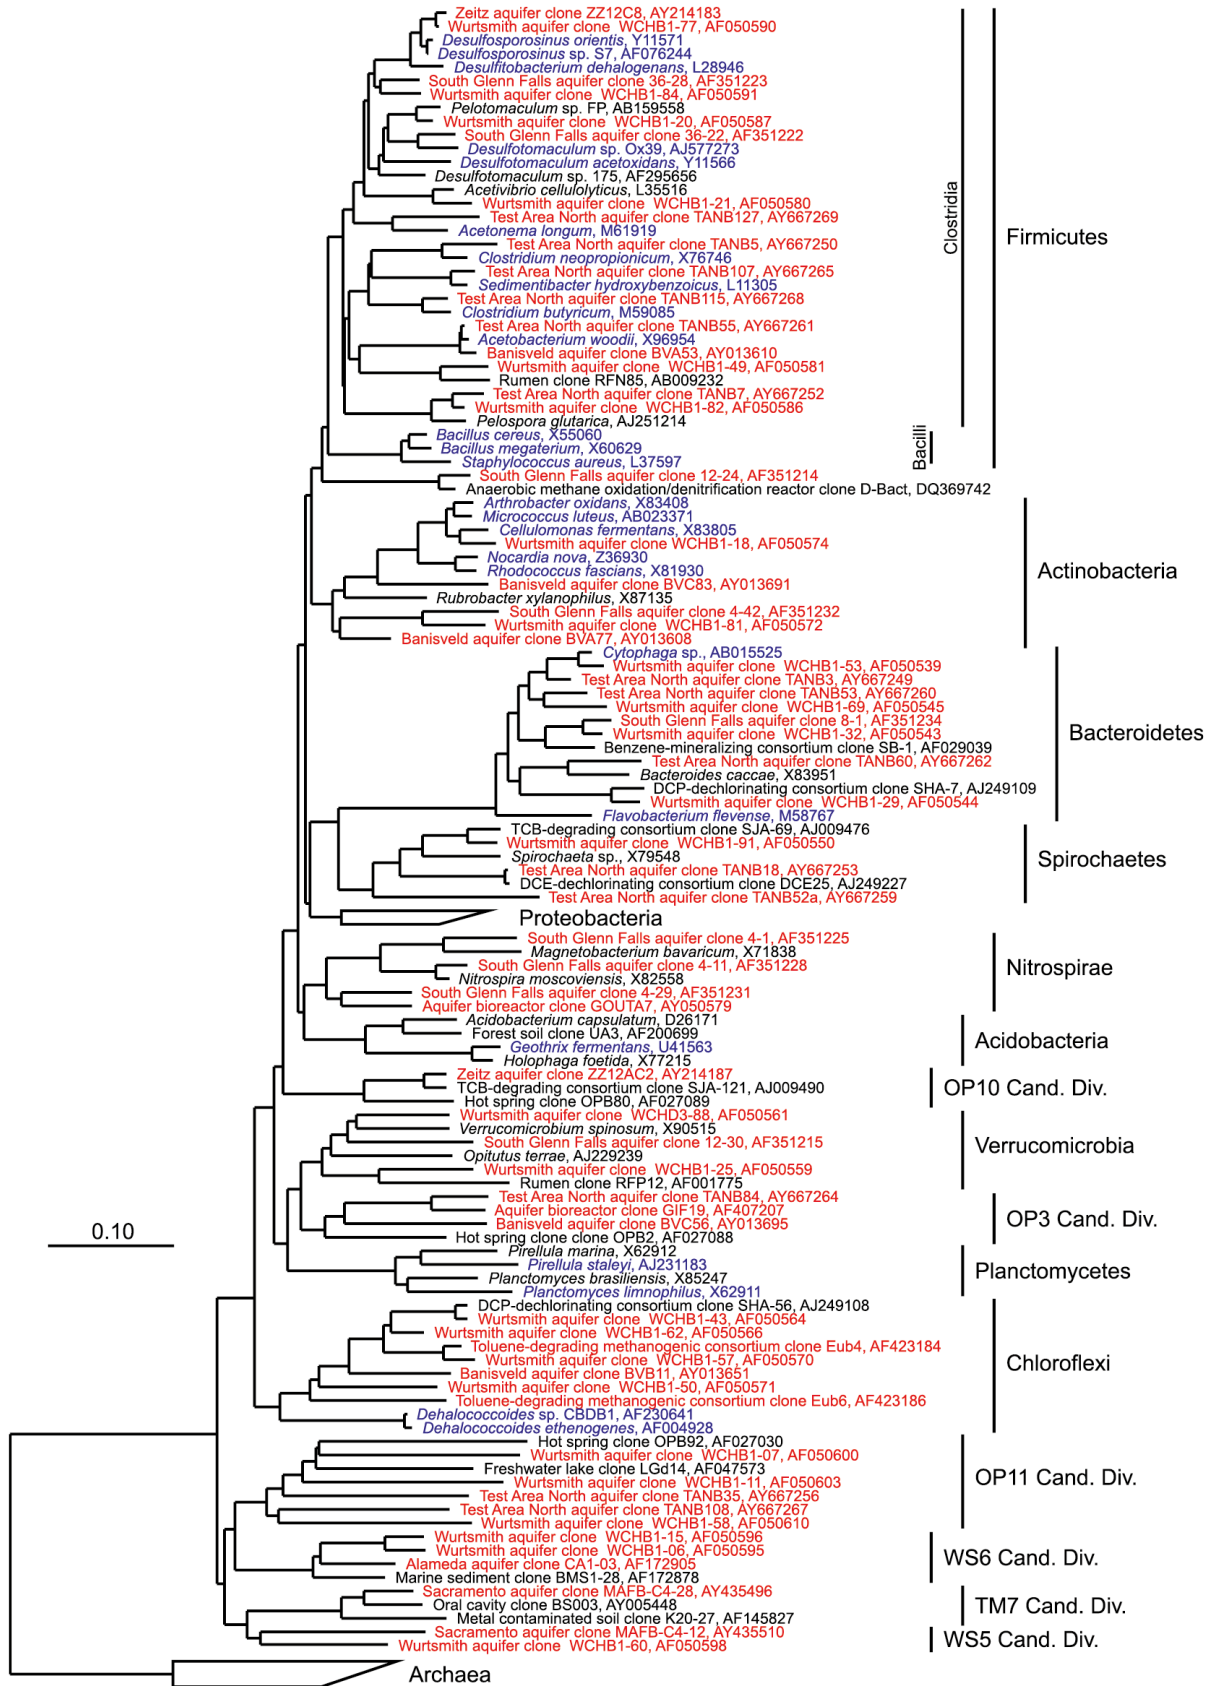 Zeitz aquifer clone ZZ12C8, AY214183
Wurtsmith aquifer clone WCHB1-77, AF050590
Desulfosporosinus orientis, Y11571
Desulfosporosinus sp. S7, AF076244
Desulfitobacterium dehalogenans, L28946
South Glenn Falls aquifer clone 36-28, AF351223
Wurtsmith aquifer clone WCHB1-84, AF050591
Pelotomaculum sp. FP, AB159558
Wurtsmith aquifer clone WCHB1-20, AF050587
South Glenn Falls aquifer clone 36-22, AF351222
Desulfotomaculum sp. Ox39, AJ577273
Desulfotomaculum acetoxidans, Y11566
Desulfotomaculum sp. 175, AF295656
Acetivibrio cellulolyticus, L35516
Wurtsmith aquifer clone WCHB1-21, AF050580
Test Area North aquifer clone TANB127, AY667269
Acetonema longum, M61919
Test Area North aquifer clone TANB5, AY667250
Clostridium neopropionicum, X76746
Test Area North aquifer clone TANB107, AY667265
Sedimentibacter hydroxybenzoicus, L11305
Test Area North aquifer clone TANB115, AY667268
Clostridium butyricum, M59085
Test Area North aquifer clone TANB55, AY667261
Acetobacterium woodii, X96954
Banisveld aquifer clone BVA53, AY013610
Wurtsmith aquifer clone WCHB1-49, AF050581
Rumen clone RFN85, AB009232
Test Area North aquifer clone TANB7, AY667252
Wurtsmith aquifer clone WCHB1-82, AF050586
Pelospora glutarica, AJ251214
Clostridia
Firmicutes
Bacillus cereus, X55060
Bacillus megaterium, X60629
Staphylococcus aureus, L37597
Bacilli
South Glenn Falls aquifer clone 12-24, AF351214
Anaerobic methane oxidation/denitrification reactor clone D-Bact, DQ369742
Arthrobacter oxidans, X83408
Micrococcus luteus, AB023371
Cellulomonas fermentans, X83805
Wurtsmith aquifer clone WCHB1-18, AF050574
Nocardia nova, Z36930
Rhodococcus fascians, X81930
Banisveld aquifer clone BVC83, AY013691
Rubrobacter xylanophilus, X87135
South Glenn Falls aquifer clone 4-42, AF351232
Wurtsmith aquifer clone WCHB1-81, AF050572
Banisveld aquifer clone BVA77, AY013608
Actinobacteria
Cytophaga sp., AB015525
Wurtsmith aquifer clone WCHB1-53, AF050539
Test Area North aquifer clone TANB3, AY667249
Test Area North aquifer clone TANB53, AY667260
Wurtsmith aquifer clone WCHB1-69, AF050545
South Glenn Falls aquifer clone 8-1, AF351234
Wurtsmith aquifer clone WCHB1-32, AF050543
Benzene-mineralizing consortium clone SB-1, AF029039
Test Area North aquifer clone TANB60, AY667262
Bacteroides caccae, X83951
DCP-dechlorinating consortium clone SHA-7, AJ249109
Wurtsmith aquifer clone WCHB1-29, AF050544
Flavobacterium flevense, M58767
Bacteroidetes
TCB-degrading consortium clone SJA-69, AJ009476
Wurtsmith aquifer clone WCHB1-91, AF050550
Spirochaeta sp., X79548
Test Area North aquifer clone TANB18, AY667253
DCE-dechlorinating consortium clone DCE25, AJ249227
Test Area North aquifer clone TANB52a, AY667259
Spirochaetes
Proteobacteria
South Glenn Falls aquifer clone 4-1, AF351225
Magnetobacterium bavaricum, X71838
South Glenn Falls aquifer clone 4-11, AF351228
Nitrospira moscoviensis, X82558
South Glenn Falls aquifer clone 4-29, AF351231
Aquifer bioreactor clone GOUTA7, AY050579
Nitrospirae
Acidobacterium capsulatum, D26171
Forest soil clone UA3, AF200699
Geothrix fermentans, U41563
Holophaga foetida, X77215
Acidobacteria
Zeitz aquifer clone ZZ12AC2, AY214187
TCB-degrading consortium clone SJA-121, AJ009490
Hot spring clone OPB80, AF027089
OP10 Cand. Div.
Wurtsmith aquifer clone WCHD3-88, AF050561
Verrucomicrobium spinosum, X90515
South Glenn Falls aquifer clone 12-30, AF351215
Opitutus terrae, AJ229239
Wurtsmith aquifer clone WCHB1-25, AF050559
Rumen clone RFP12, AF001775
Verrucomicrobia
Test Area North aquifer clone TANB84, AY667264
Aquifer bioreactor clone GIF19, AF407207
Banisveld aquifer clone BVC56, AY013695
Hot spring clone clone OPB2, AF027088
OP3 Cand. Div.
0.10
Pirellula marina, X62912
Pirellula staleyi, AJ231183
Planctomyces brasiliensis, X85247
Planctomyces limnophilus, X62911
Planctomycetes
DCP-dechlorinating consortium clone SHA-56, AJ249108
Wurtsmith aquifer clone WCHB1-43, AF050564
Wurtsmith aquifer clone WCHB1-62, AF050566
Toluene-degrading methanogenic consortium clone Eub4, AF423184
Wurtsmith aquifer clone WCHB1-57, AF050570
Banisveld aquifer clone BVB11, AY013651
Wurtsmith aquifer clone WCHB1-50, AF050571
Toluene-degrading methanogenic consortium clone Eub6, AF423186
Dehalococcoides sp. CBDB1, AF230641
Dehalococcoides ethenogenes, AF004928
Chloroflexi
Hot spring clone OPB92, AF027030
Wurtsmith aquifer clone WCHB1-07, AF050600
Freshwater lake clone LGd14, AF047573
Wurtsmith aquifer clone WCHB1-11, AF050603
Test Area North aquifer clone TANB35, AY667256
Test Area North aquifer clone TANB108, AY667267
Wurtsmith aquifer clone WCHB1-58, AF050610
OP11 Cand. Div.
Wurtsmith aquifer clone WCHB1-15, AF050596
Wurtsmith aquifer clone WCHB1-06, AF050595
Alameda aquifer clone CA1-03, AF172905
Marine sediment clone BMS1-28, AF172878
WS6 Cand. Div.
Sacramento aquifer clone MAFB-C4-28, AY435496
Oral cavity clone BS003, AY005448
Metal contaminated soil clone K20-27, AF145827
TM7 Cand. Div.
Sacramento aquifer clone MAFB-C4-12, AY435510
Wurtsmith aquifer clone WCHB1-60, AF050598
WS5 Cand. Div.
Archaea